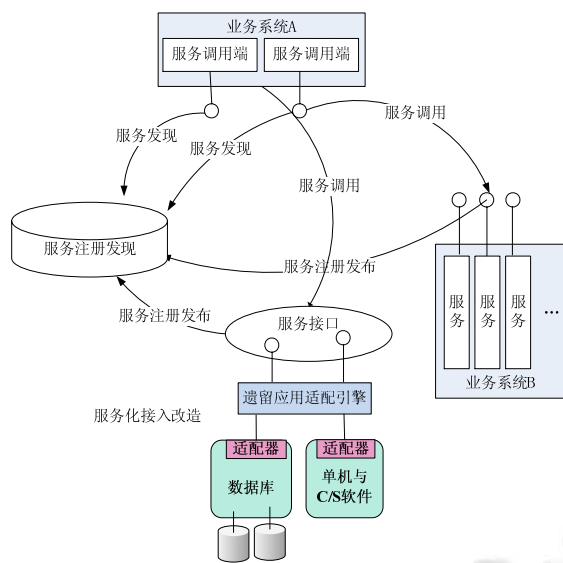 业务系统A
服务调用端
服务调用端
服务发现
服务发现
服务调用
服务调用
服务注册发现
服务注册发布
服务注册发布
服务接口
服务
服务
服务
...
业务系统B
遗留应用适配引擎
服务化接入改造
适配器
适配器
数据库
单机与
C/S软件